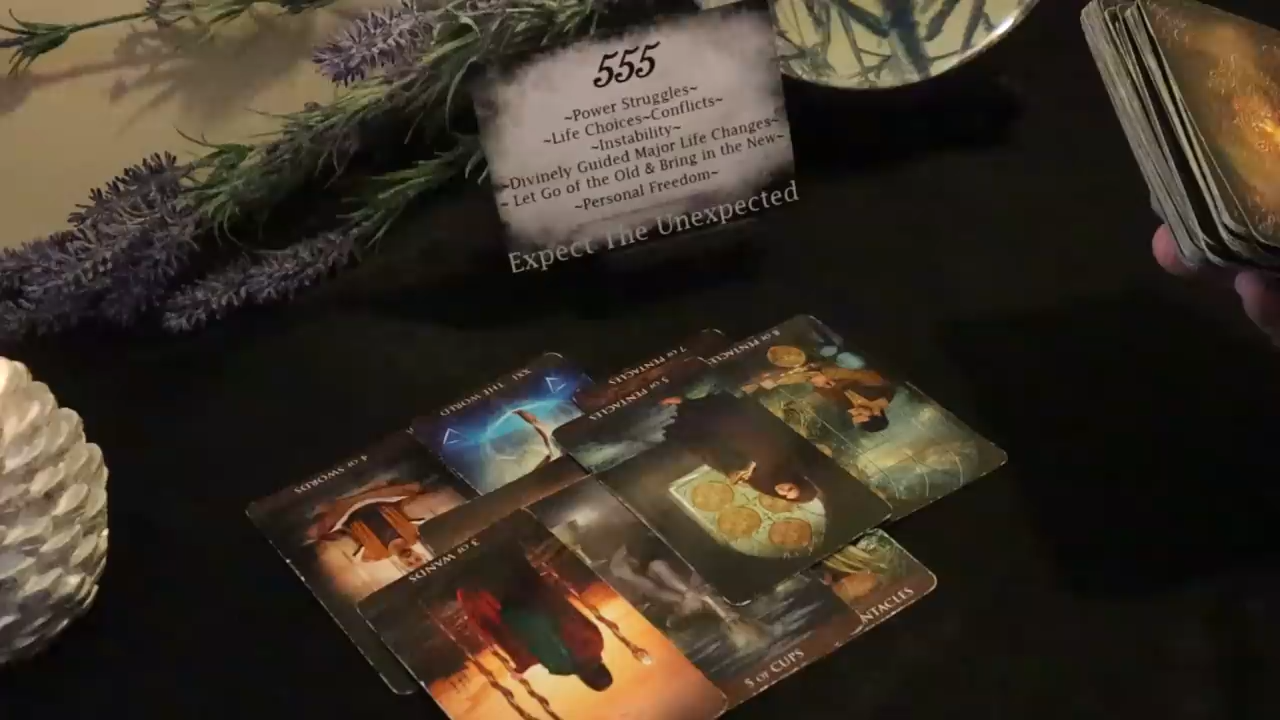 555
~Power Struggles~
~Life Choices~Conflicts~
~Instability~
~Divinely Guided Major Life Changes~
~Let Go of the Old & Bring in the New~
~Personal Freedom~
Expect The Unexpected
XXI THE WORLD
7 OF PENTACLES
8 OF PENTACLES
5 OF PENTACLES
4 OF SWORDS
3 OF WANDS
NTACLES
5 OF CUPS